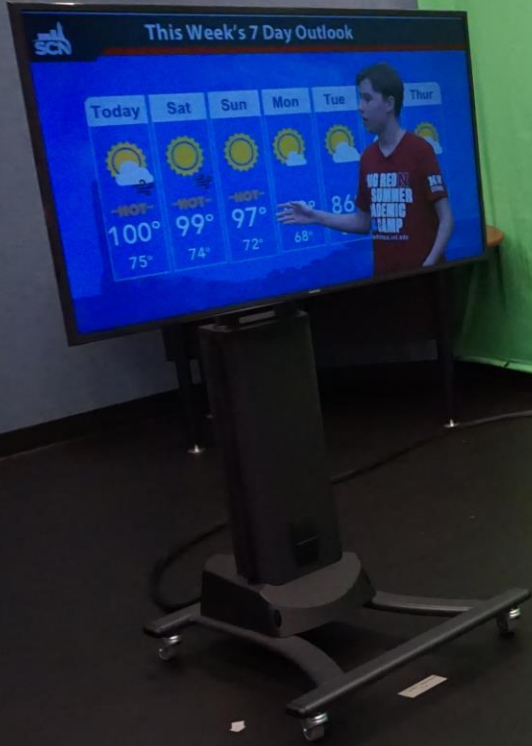 SCN
This Week's 7 Day Outlook
Today Sat Sun Mon Tue Thur
HOT HOT HOT
100° 99° 97° 86
75° 74° 72° 68°
RED N
SUMMER
CAMP